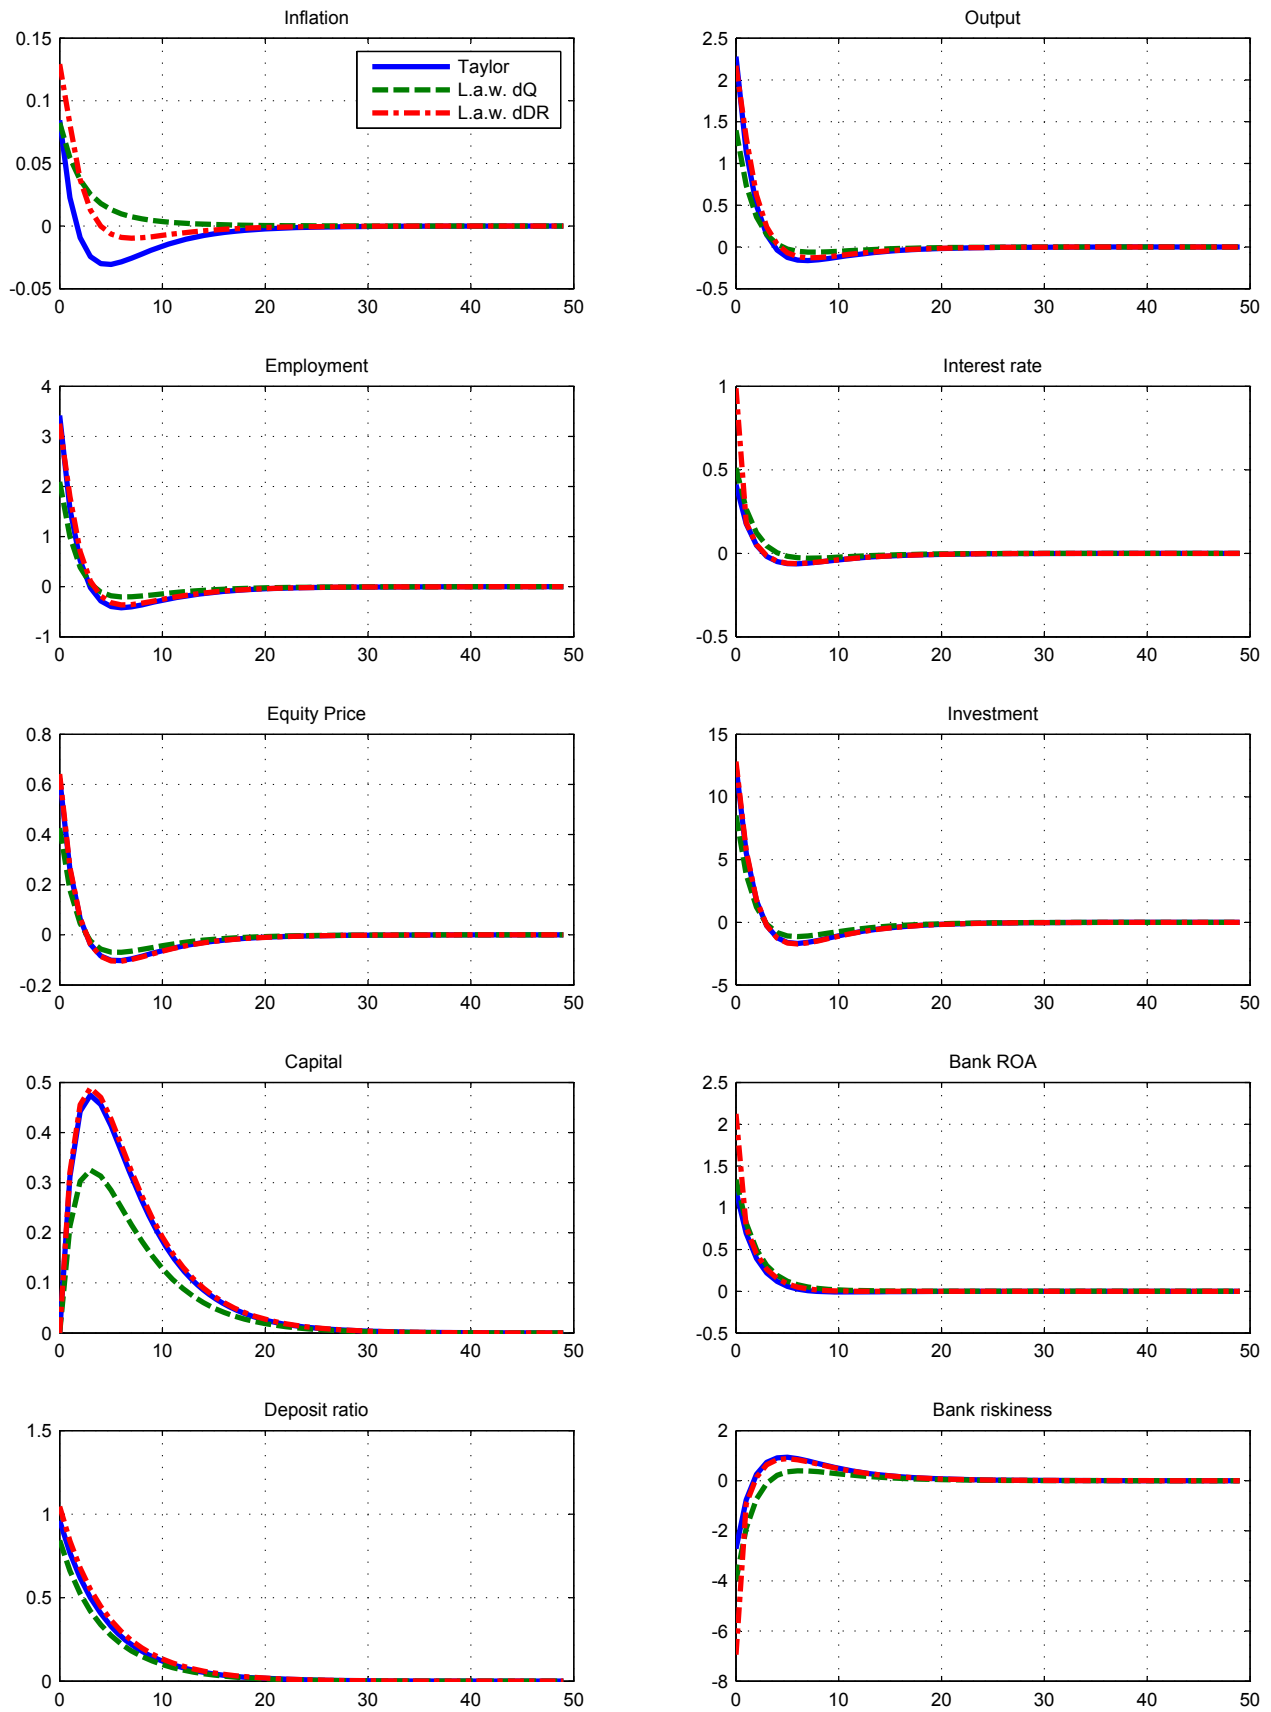 Inflation
0.15
0.1
0.05
0
-0.05
0 10 20 30 40 50
Taylor
L.a.w. dQ
L.a.w. dDR
Output
2.5
2
1.5
1
0.5
0
-0.5
0 10 20 30 40 50
Employment
4
3
2
1
0
-1
0 10 20 30 40 50
Interest rate
1
0.5
0
-0.5
0 10 20 30 40 50
Equity Price
0.8
0.6
0.4
0.2
0
-0.2
0 10 20 30 40 50
Investment
15
10
5
0
-5
0 10 20 30 40 50
Capital
0.5
0.4
0.3
0.2
0.1
0
0 10 20 30 40 50
Bank ROA
2.5
2
1.5
1
0.5
0
-0.5
0 10 20 30 40 50
Deposit ratio
1.5
1
0.5
0
0 10 20 30 40 50
Bank riskiness
2
0
-2
-4
-6
-8
0 10 20 30 40 50